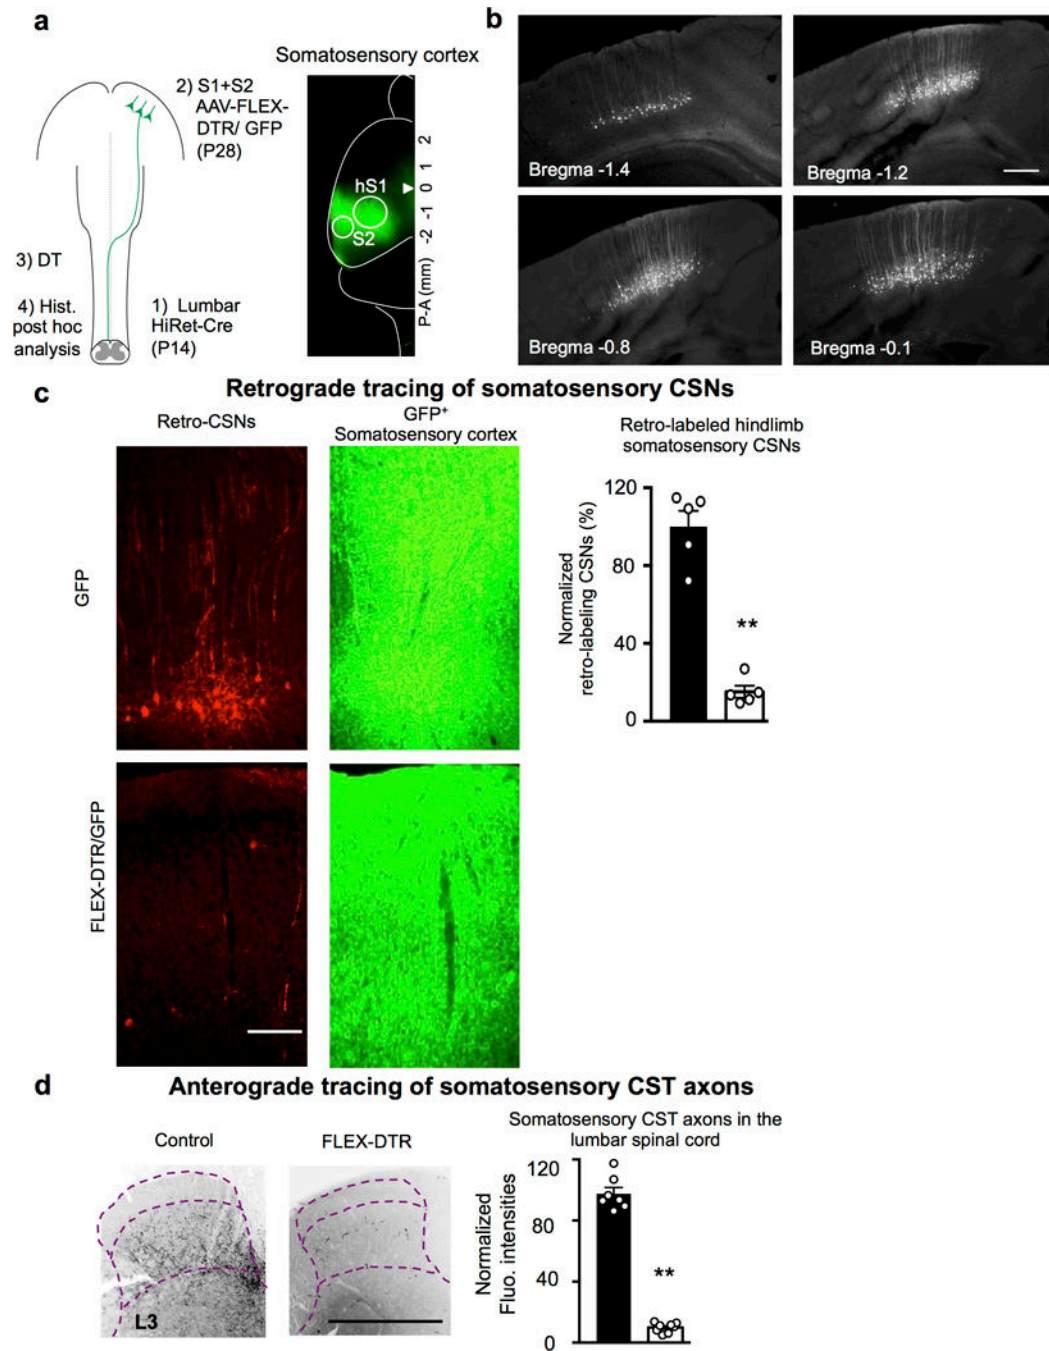 a
Somatosensory cortex
2) S1+S2
AAV-FLEX-
DTR/ GFP
(P28)
3) DT
4) Hist.
post hoc
analysis
1) Lumbar
HiRet-Cre
(P14)
hS1
S2
2
1
0
-1
-2
P-A (mm)
b
Bregma -1.4
Bregma -1.2
Bregma -0.8
Bregma -0.1
c
Retrograde tracing of somatosensory CSNs
Retro-CSNs
GFP+
Somatosensory cortex
Retro-labeled hindlimb
somatosensory CSNs
GFP
FLEX-DTR/GFP
Normalized
retro-labeling CSNs (%)
120
80
40
0
**
d
Anterograde tracing of somatosensory CST axons
Control
FLEX-DTR
Somatosensory CST axons in the
lumbar spinal cord
L3
Normalized
Fluo. intensities
120
80
40
0
**